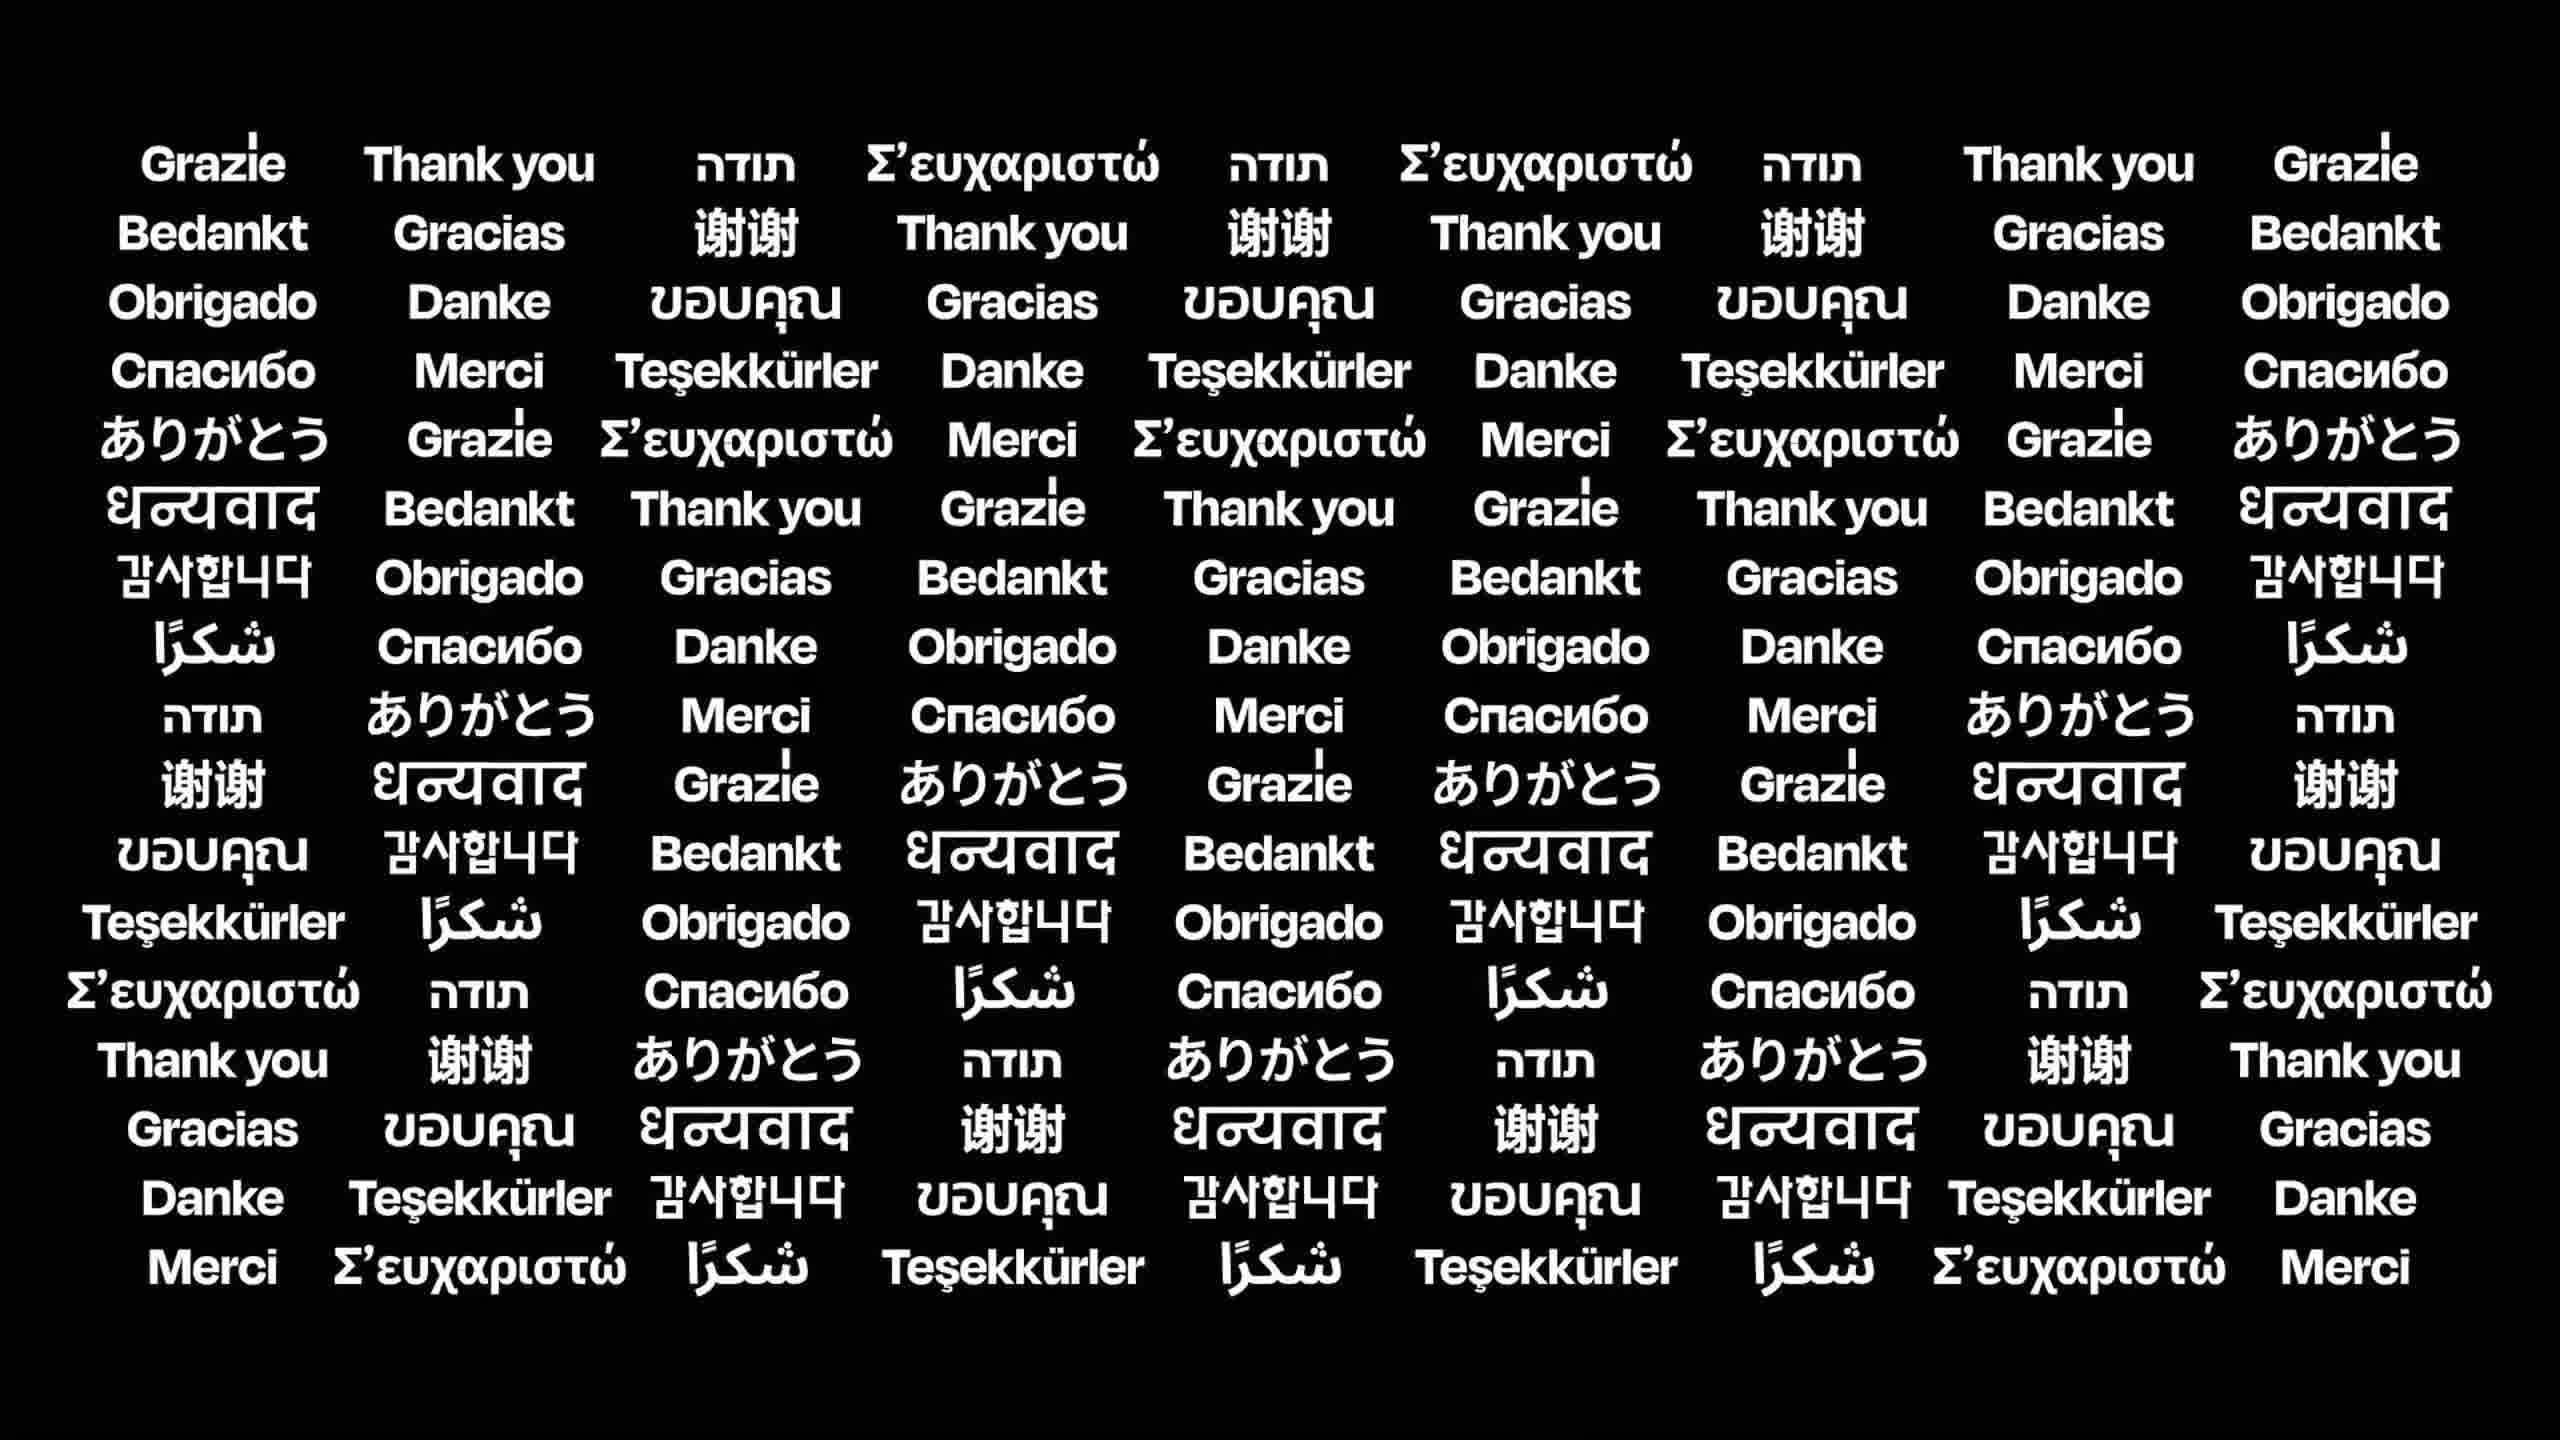 Grazie Thank you תודה Σ’ευχαριστώ תודה Σ’ευχαριστώ תודה Thank you Grazie
Bedankt Gracias 谢谢 Thank you 谢谢 Thank you 谢谢 Gracias Bedankt
Obrigado Danke ขอบคุณ Gracias ขอบคุณ Gracias ขอบคุณ Danke Obrigado
Спасибо Merci Teşekkürler Danke Teşekkürler Danke Teşekkürler Merci Спасибо
ありがとう Grazie Σ’ευχαριστώ Merci Σ’ευχαριστώ Merci Σ’ευχαριστώ Grazie ありがとう
धन्यवाद Bedankt Thank you Grazie Thank you Grazie Thank you Bedankt धन्यवाद
감사합니다 Obrigado Gracias Bedankt Gracias Bedankt Gracias Obrigado 감사합니다
شكرًا Спасибо Danke Obrigado Danke Obrigado Danke Спасибо شكرًا
תודה ありがとう Merci Спасибо Merci Спасибо Merci ありがとう תודה
谢谢 धन्यवाद Grazie ありがとう Grazie ありがとう Grazie धन्यवाद 谢谢
ขอบคุณ 감사합니다 Bedankt धन्यवाद Bedankt धन्यवाद Bedankt 감사합니다 ขอบคุณ
Teşekkürler شكرًا Obrigado 감사합니다 Obrigado 감사합니다 Obrigado شكرًا Teşekkürler
Σ’ευχαριστώ תודה Спасибо شكرًا Спасибо شكرًا Спасибо תודה Σ’ευχαριστώ
Thank you 谢谢 ありがとう תודה ありがとう תודה ありがとう 谢谢 Thank you
Gracias ขอบคุณ धन्यवाद 谢谢 धन्यवाद 谢谢 धन्यवाद ขอบคุณ Gracias
Danke Teşekkürler 감사합니다 ขอบคุณ 감사합니다 ขอบคุณ 감사합니다 Teşekkürler Danke
Merci Σ’ευχαριστώ شكرًا Teşekkürler شكرًا Teşekkürler شكرًا Σ’ευχαριστώ Merci